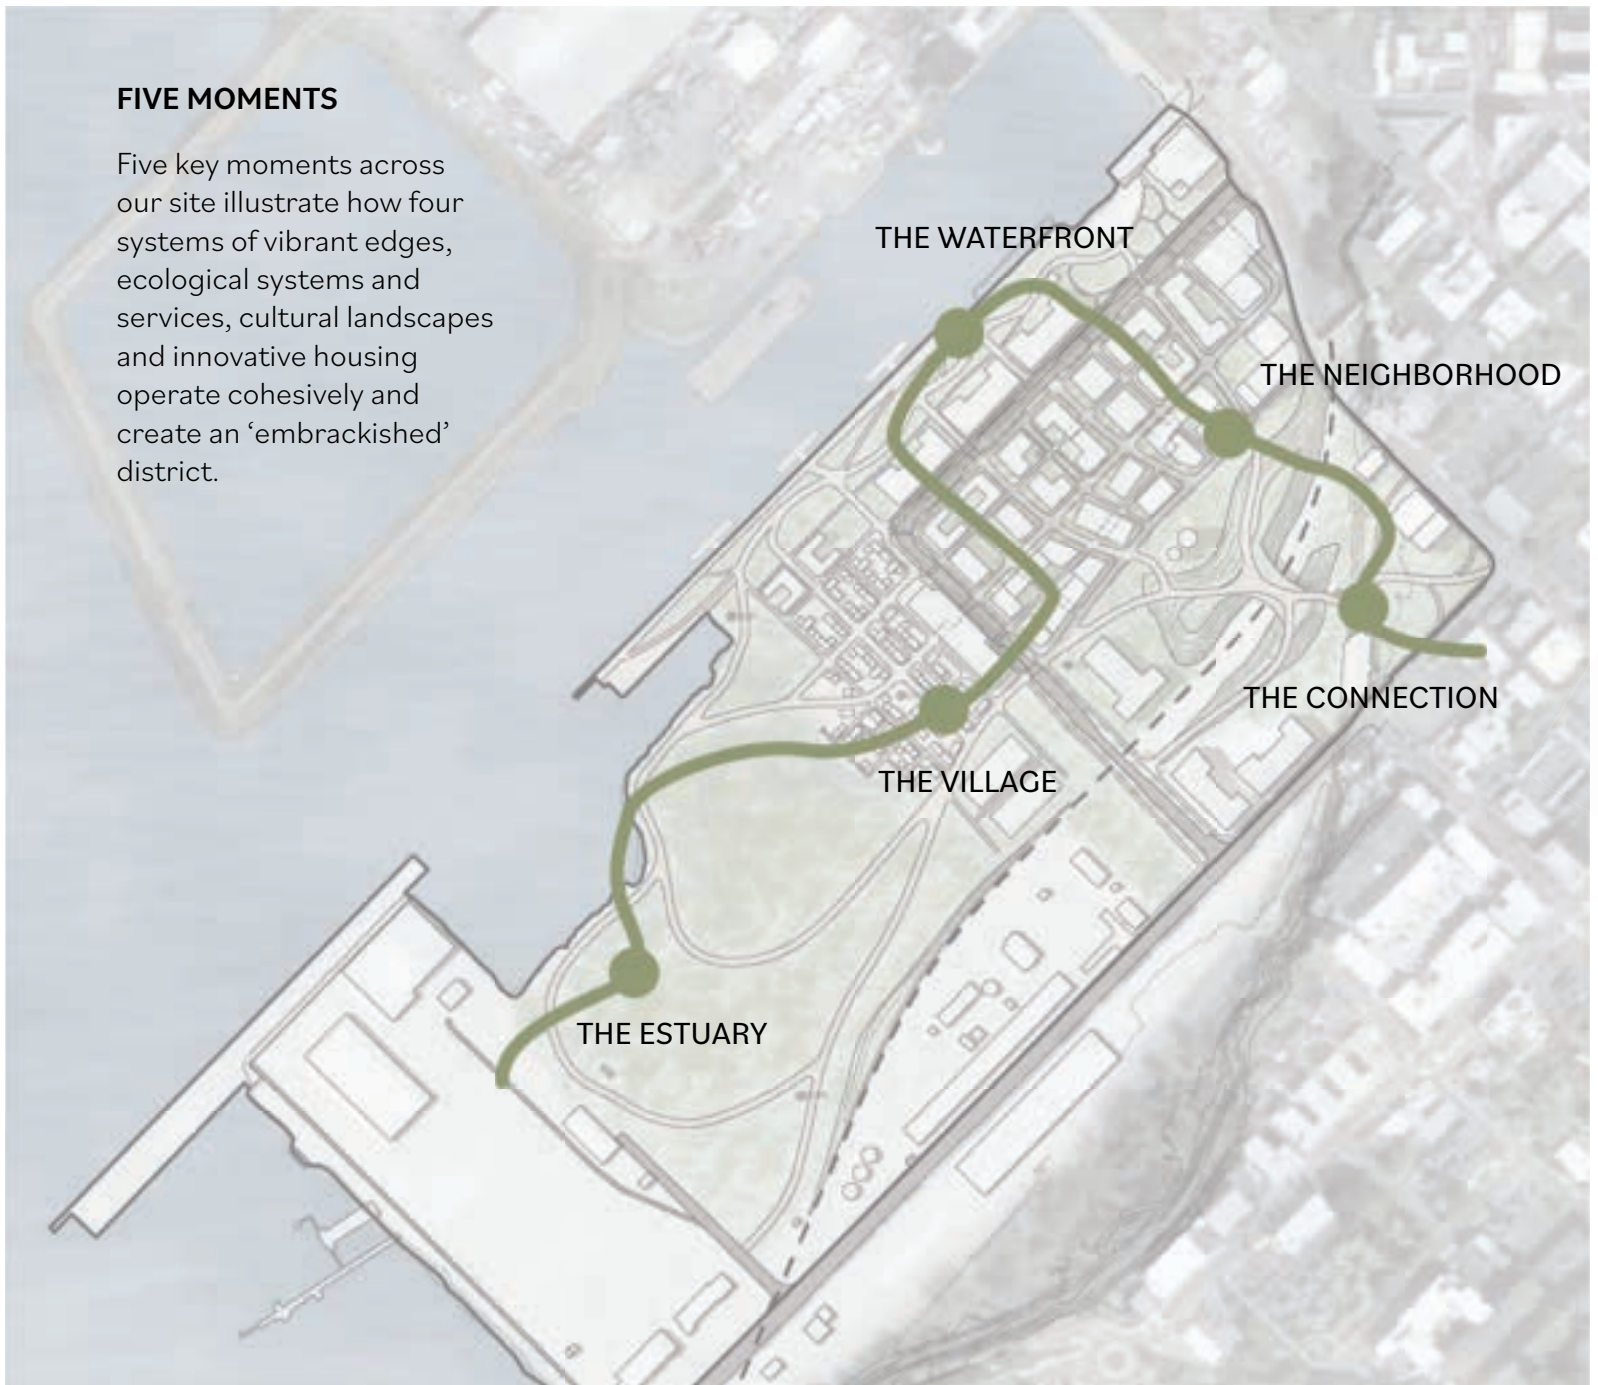 FIVE MOMENTS
Five key moments across
our site illustrate how four
systems of vibrant edges,
ecological systems and
services, cultural landscapes
and innovative housing
operate cohesively and
create an ‘embrackished’
district.
THE WATERFRONT
THE NEIGHBORHOOD
THE CONNECTION
THE VILLAGE
THE ESTUARY